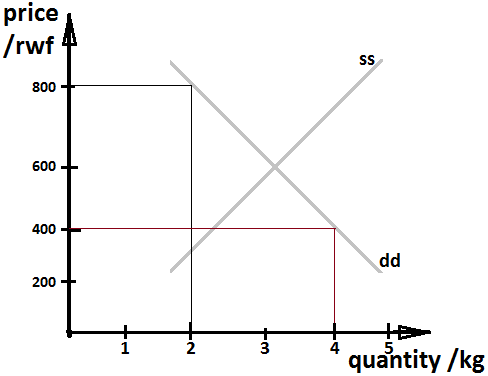 price
/rwf
ss
800
600
400
dd
200
1 2 3 4 5
quantity /kg